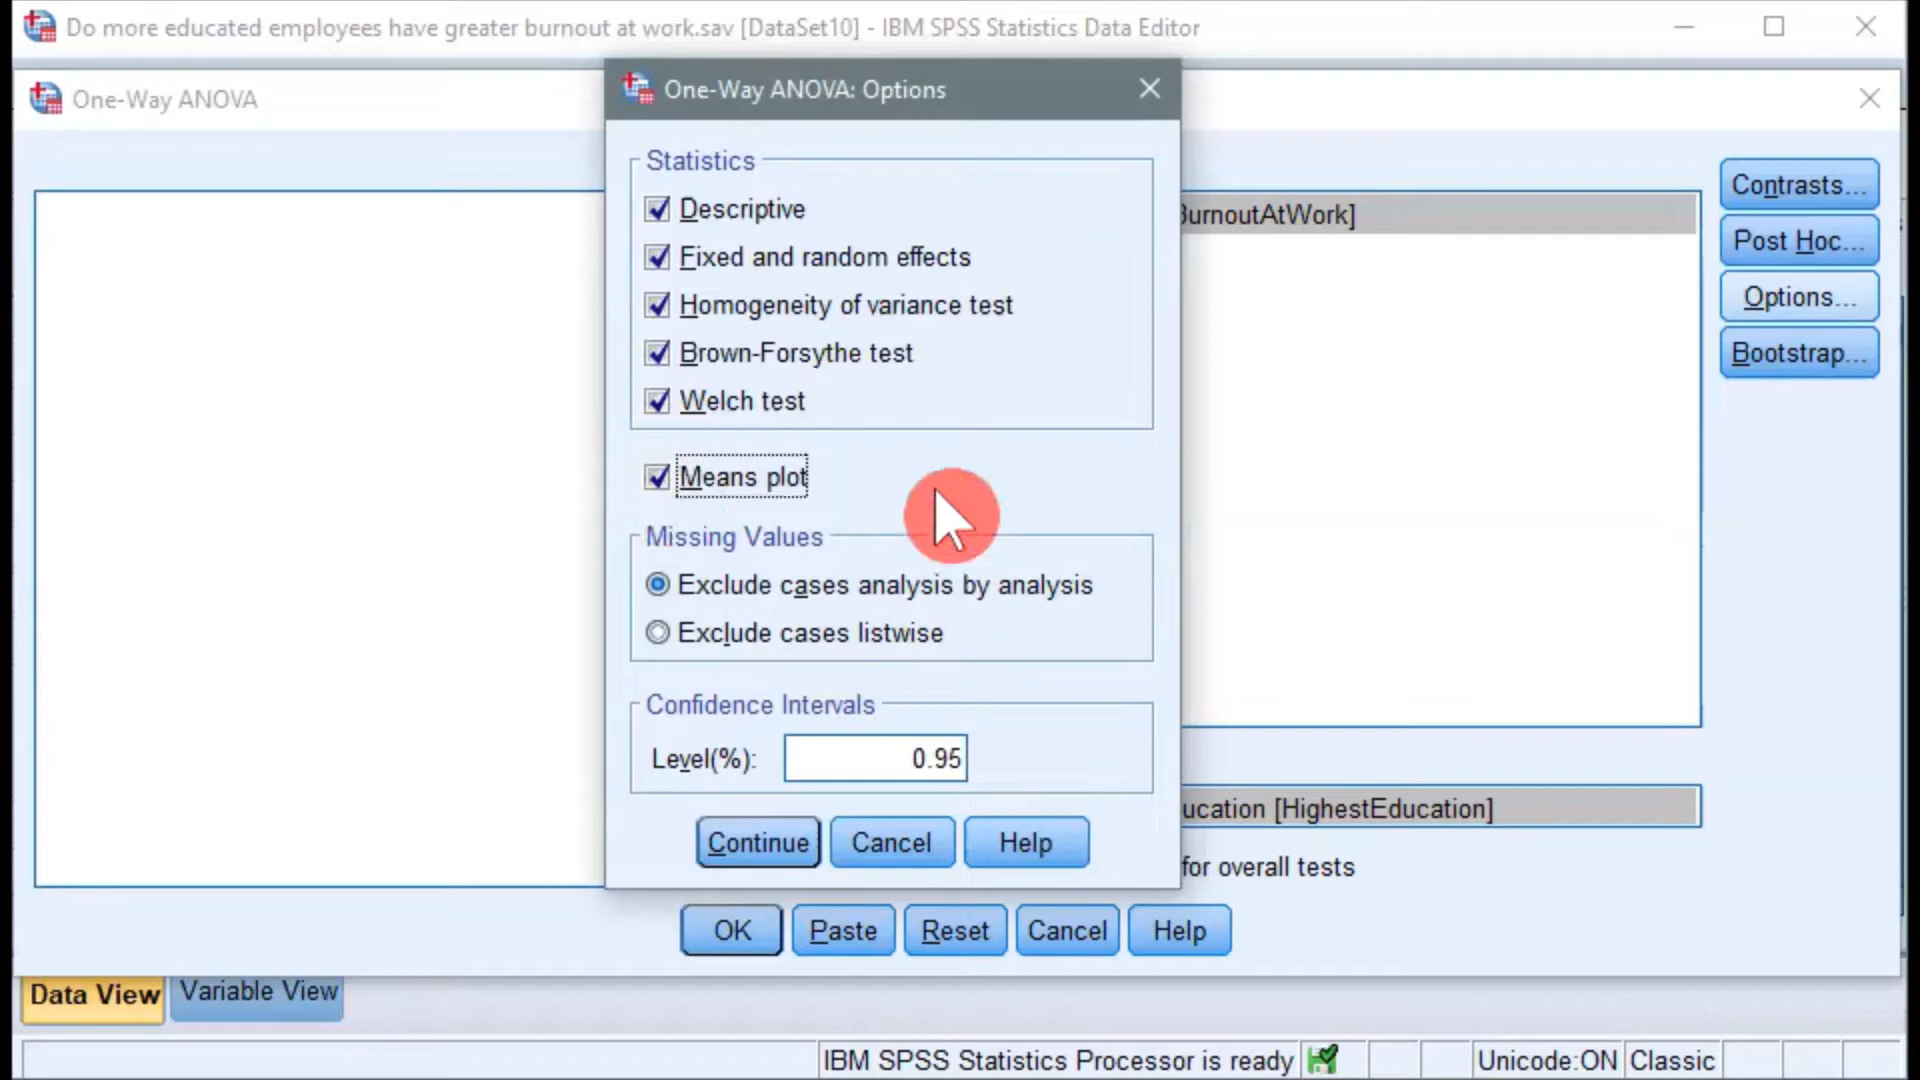 Do more educated employees have greater burnout at work.sav [DataSet10] - IBM SPSS Statistics Data Editor
One-Way ANOVA
One-Way ANOVA: Options
Statistics
Descriptive
Fixed and random effects
Homogeneity of variance test
Brown-Forsythe test
Welch test
Means plot
Missing Values
Exclude cases analysis by analysis
Exclude cases listwise
Confidence Intervals
Level(%): 0.95
Continue Cancel Help
BurnoutAtWork]
ucation [HighestEducation]
for overall tests
Contrasts...
Post Hoc...
Options...
Bootstrap...
OK Paste Reset Cancel Help
Data View Variable View
IBM SPSS Statistics Processor is ready Unicode:ON Classic